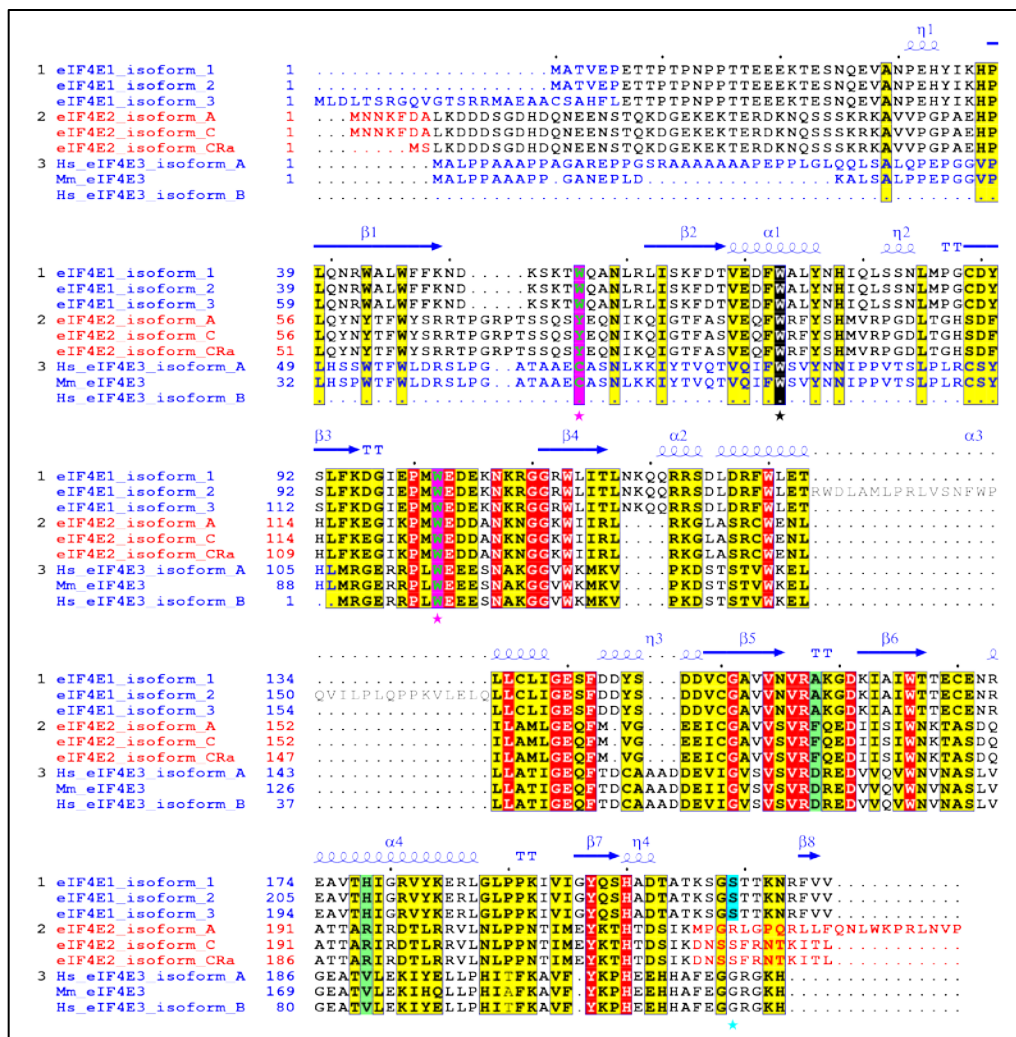 η1
1 eIF4E1_isoform_1 1 ....................MATVEPETTPTPNPPTTEEEKTESNQEVANPEHYIKHP
eIF4E1_isoform_2 1 ....................MATVEPETTPTPNPPTTEEEKTESNQEVANPEHYIKHP
eIF4E1_isoform_3 1 MLDLTSRGQVGTSRRMAEAACSAHFLETTPTPNPPTTEEEKTESNQEVANPEHYIKHP
2 eIF4E2_isoform_A 1 ...MNNKFDALKDDDSGDHDQNEENSTQKDGEKEKTERDKNQSSSKRKAVVPGPAEHP
eIF4E2_isoform_C 1 ...MNNKFDALKDDDSGDHDQNEENSTQKDGEKEKTERDKNQSSSKRKAVVPGPAEHP
eIF4E2_isoform_CRa 1 ........MSLKDDDSGDHDQNEENSTQKDGEKEKTERDKNQSSSKRKAVVPGPAEHP
3 Hs_eIF4E3_isoform_A 1 ..........MALPPAAAPPAGAREPPGSRAAAAAAAAPEPPLGLQQLSALQPEPGGVP
Mm_eIF4E3 1 ..........MALPPAAAPP.GANEPLD................KALSALPPEPGGVP
Hs_eIF4E3_isoform_B ..........................................................
β1 β2 α1 η2 TT
1 eIF4E1_isoform_1 39 LQNRWALWFFKND.....KSKTWQANLRLISKFDTVEDFWALYNHIQLSSNLMPGCDY
eIF4E1_isoform_2 39 LQNRWALWFFKND.....KSKTWQANLRLISKFDTVEDFWALYNHIQLSSNLMPGCDY
eIF4E1_isoform_3 59 LQNRWALWFFKND.....KSKTWQANLRLISKFDTVEDFWALYNHIQLSSNLMPGCDY
2 eIF4E2_isoform_A 56 LQYNYTFWYSRRTPGRPTSSQSYEQNIKQIGTFASVEQFWRFYSHMVRPGDLTGHSDF
eIF4E2_isoform_C 56 LQYNYTFWYSRRTPGRPTSSQSYEQNIKQIGTFASVEQFWRFYSHMVRPGDLTGHSDF
eIF4E2_isoform_CRa 51 LQYNYTFWYSRRTPGRPTSSQSYEQNIKQIGTFASVEQFWRFYSHMVRPGDLTGHSDF
3 Hs_eIF4E3_isoform_A 49 LHSSWTFWLDRSLPG..ATAAECASNLKKIYTVQTVQIFWSVYNNIPPVTSLPLRCSY
Mm_eIF4E3 32 LHSPWTFWLDRSLPG..ATAAECASNLKKIYTVQTVQIFWSVYNNIPPVTSLPLRCSY
Hs_eIF4E3_isoform_B ..........................................................
β3 TT β4 α2 α3
1 eIF4E1_isoform_1 92 SLFKDGIEPMWEDEKNKRGGRWLITLNKQQRRSDLDRFWLET................
eIF4E1_isoform_2 92 SLFKDGIEPMWEDEKNKRGGRWLITLNKQQRRSDLDRFWLETRWDLAMLPRLVSNFWP
eIF4E1_isoform_3 112 SLFKDGIEPMWEDEKNKRGGRWLITLNKQQRRSDLDRFWLET................
2 eIF4E2_isoform_A 114 HLFKEGIKPMWEDDANKNGGKWIIRL....RKGLASRCWENL................
eIF4E2_isoform_C 114 HLFKEGIKPMWEDDANKNGGKWIIRL....RKGLASRCWENL................
eIF4E2_isoform_CRa 109 HLFKEGIKPMWEDDANKNGGKWIIRL....RKGLASRCWENL................
3 Hs_eIF4E3_isoform_A 105 HLMRGERRPLWEEESNAKGGVWKMKV....PKDSTSTVWKEL................
Mm_eIF4E3 88 HLMRGERRPLWEEESNAKGGVWKMKV....PKDSTSTVWKEL................
Hs_eIF4E3_isoform_B 1 ..MRGERRPLWEEESNAKGGVWKMKV....PKDSTSTVWKEL................
η3 β5 TT β6
1 eIF4E1_isoform_1 134 ...............LLCLIGESFDDYS...DDVCGAVVNVRAKGDKIAIWTTECENR
eIF4E1_isoform_2 150 QVILPLQPPKVLELQLLCLIGESFDDYS...DDVCGAVVNVRAKGDKIAIWTTECENR
eIF4E1_isoform_3 154 ...............LLCLIGESFDDYS...DDVCGAVVNVRAKGDKIAIWTTECENR
2 eIF4E2_isoform_A 152 ...............ILAMLGEQFM.VG...EEICGAVVSVRFQEDIISIWNKTASDQ
eIF4E2_isoform_C 152 ...............ILAMLGEQFM.VG...EEICGAVVSVRFQEDIISIWNKTASDQ
eIF4E2_isoform_CRa 147 ...............ILAMLGEQFM.VG...EEICGAVVSVRFQEDIISIWNKTASDQ
3 Hs_eIF4E3_isoform_A 143 ...............LLATIGEQFTDCAAADDEVIGVSVSVRDREDVVQVWNVNASLV
Mm_eIF4E3 126 ...............LLATIGEQFTDCAAADDEIIGVSVSVRDREDVVQVWNVNASLV
Hs_eIF4E3_isoform_B 37 ...............LLATIGEQFTDCAAADDEVIGVSVSVRDREDVVQVWNVNASLV
α4 TT β7 η4 β8
1 eIF4E1_isoform_1 174 EAVTHIGRVYKERLGLPPKIVIGYQSHADTATKSGSTTKNRFVV...........
eIF4E1_isoform_2 205 EAVTHIGRVYKERLGLPPKIVIGYQSHADTATKSGSTTKNRFVV...........
eIF4E1_isoform_3 194 EAVTHIGRVYKERLGLPPKIVIGYQSHADTATKSGSTTKNRFVV...........
2 eIF4E2_isoform_A 191 ATTARIRDTLRRVLNLPPNTIMEYKTHTDSIKMPGRLGPQRLLFQNLWKPRLNVP
eIF4E2_isoform_C 191 ATTARIRDTLRRVLNLPPNTIMEYKTHTDSIKDNSSFRNTKITL...........
eIF4E2_isoform_CRa 186 ATTARIRDTLRRVLNLPPNTIMEYKTHTDSIKDNSSFRNTKITL...........
3 Hs_eIF4E3_isoform_A 186 GEATVLEKIYELLPHITFKAVF.YKPHEEHHAFEGGRGKH...............
Mm_eIF4E3 169 GEATVLEKIHQLLPHIAFKAVF.YKPHEEHHAFEGGRGKH...............
Hs_eIF4E3_isoform_B 80 GEATVLEKIYELLPHITFKAVF.YKPHEEHHAFEGGRGKH...............